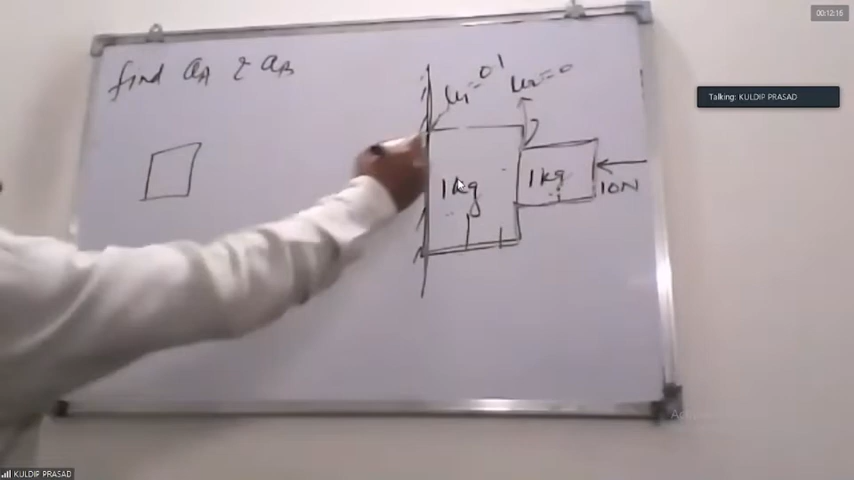 00:12:16
find aA & aB
μ1=0.1 μ2=0
Talking: KULDIP PRASAD
1kg
1kg
10N
KULDIP PRASAD